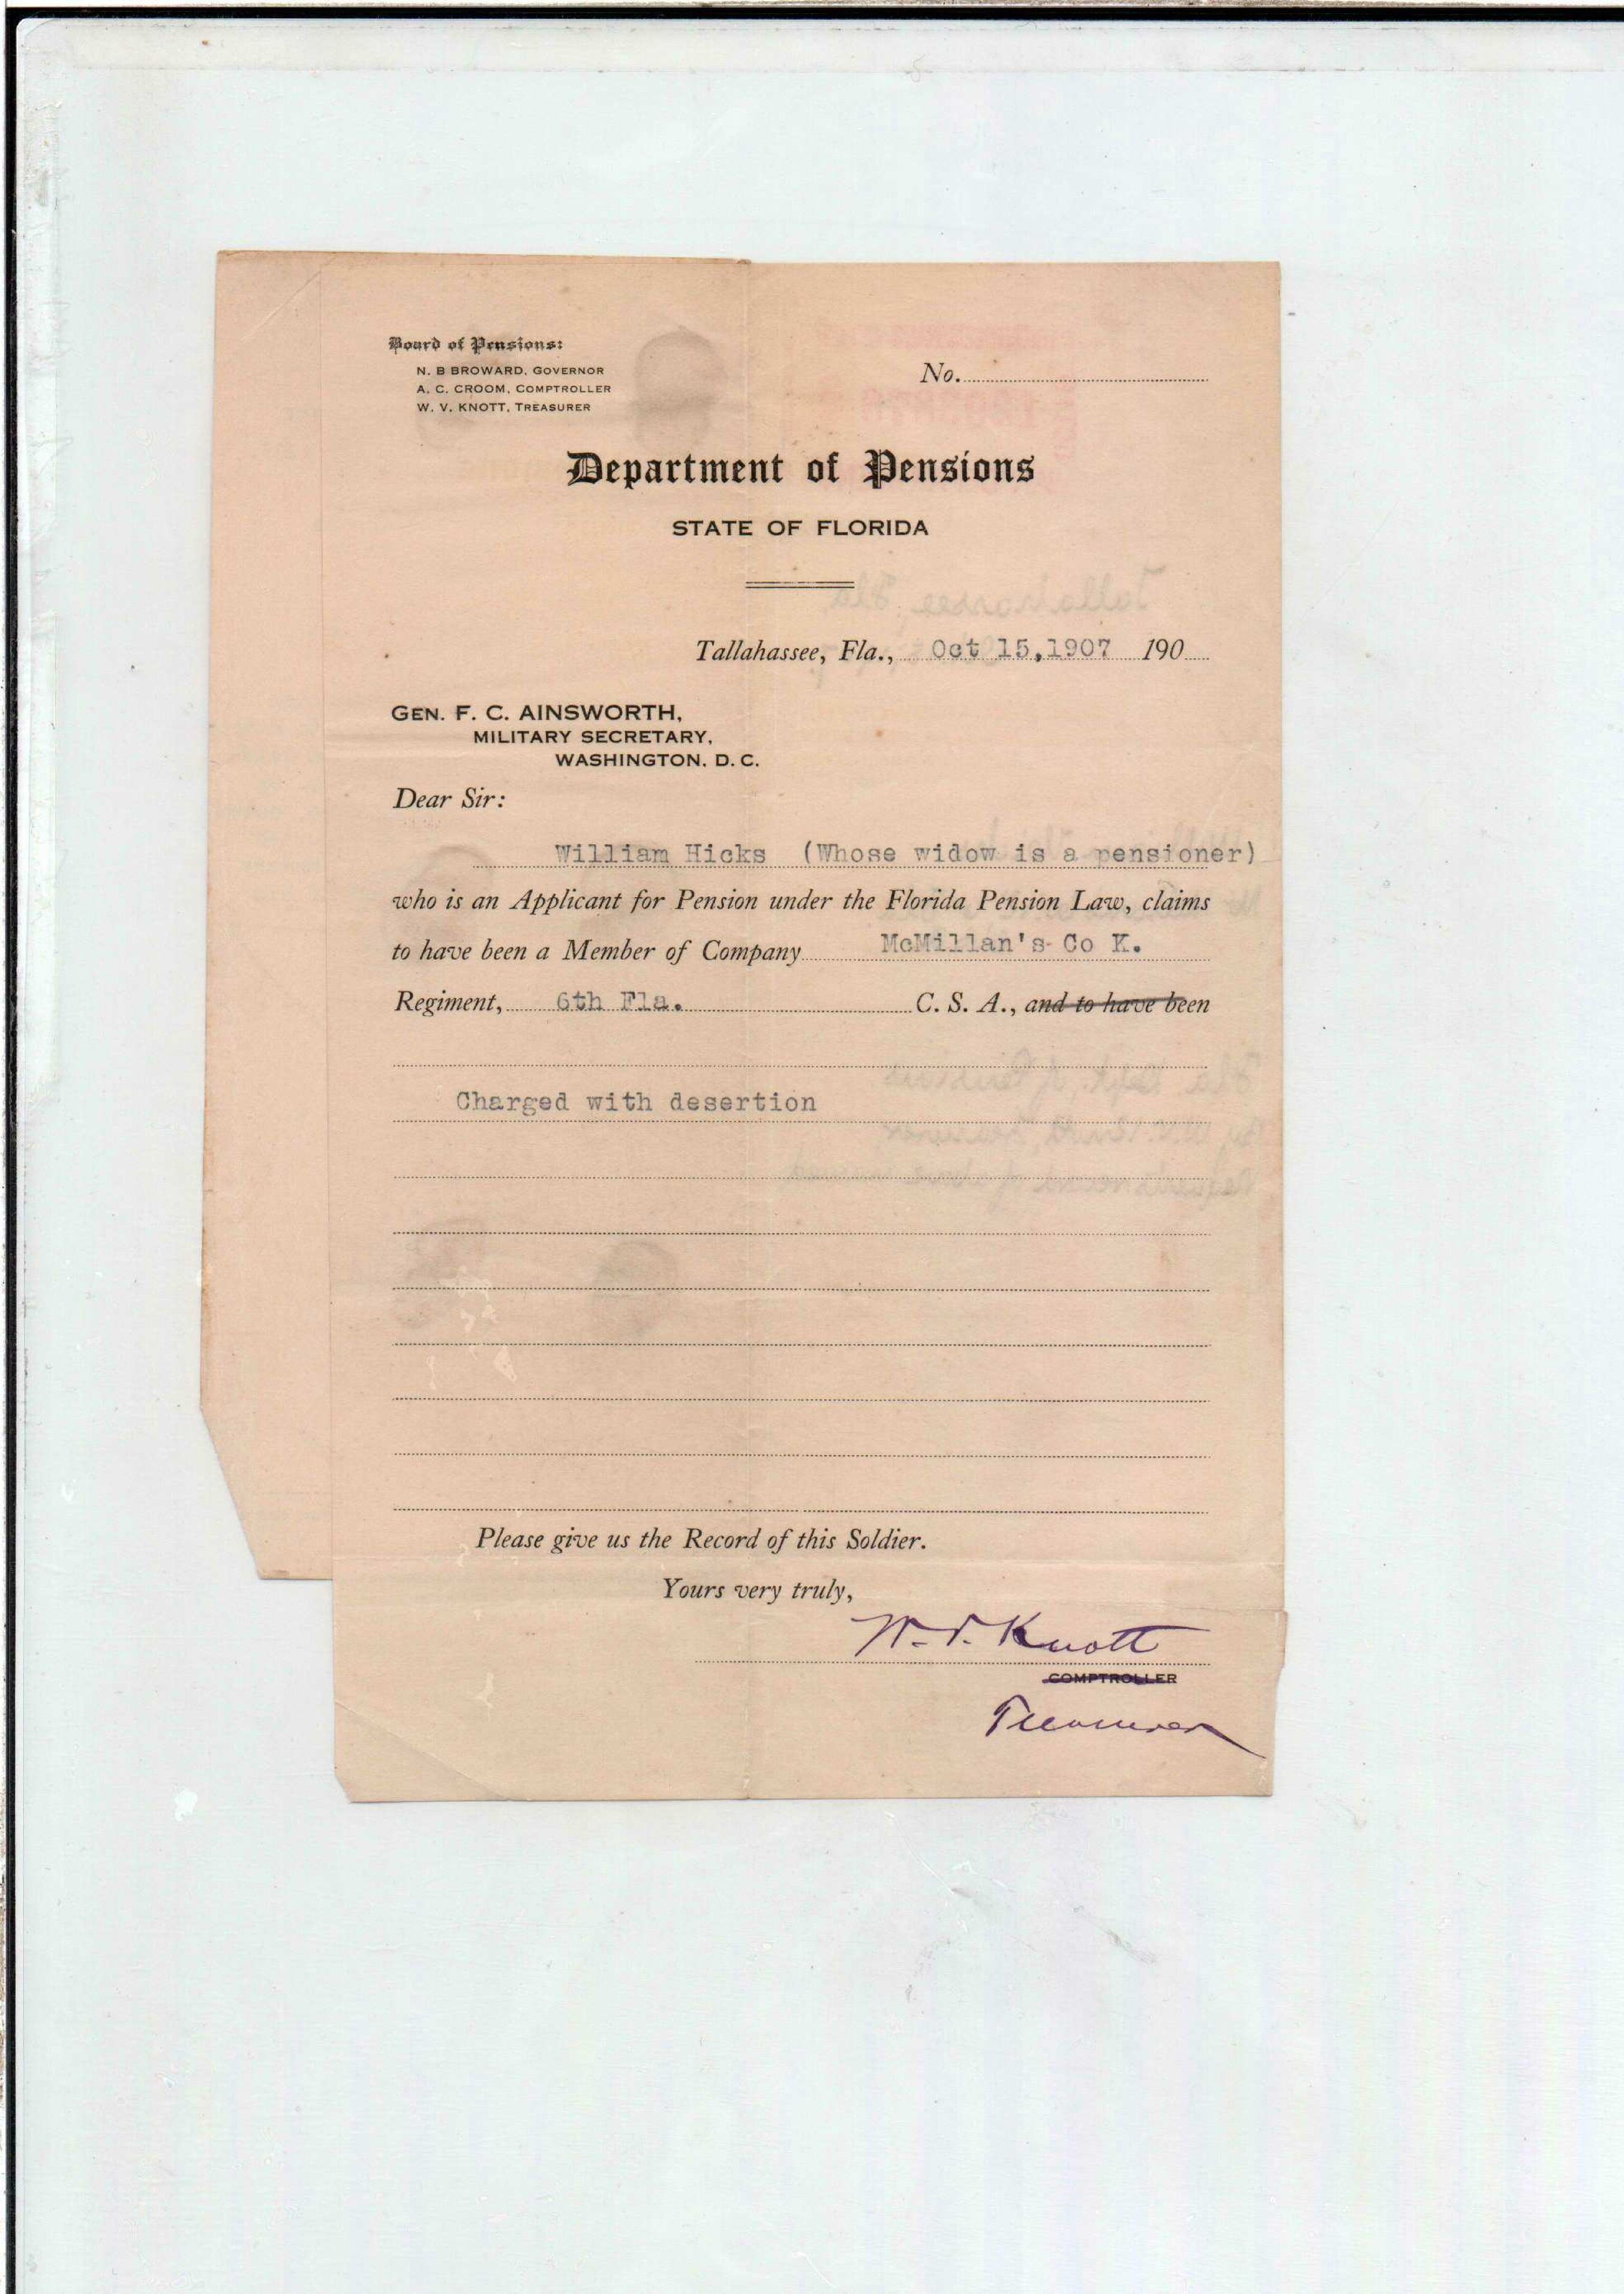 Board of Pensions:
N. B BROWARD, GOVERNOR
A. C. CROOM, COMPTROLLER
W. V. KNOTT, TREASURER
No.
Department of Pensions
STATE OF FLORIDA
Tallahassee, Fla., Oct 15,1907 190
GEN. F. C. AINSWORTH,
MILITARY SECRETARY,
WASHINGTON, D. C.
Dear Sir:
William Hicks (Whose widow is a pensioner)
who is an Applicant for Pension under the Florida Pension Law, claims
to have been a Member of Company McMillan's Co K.
Regiment, 6th Fla. C. S. A., and to have been
Charged with desertion
Please give us the Record of this Soldier.
Yours very truly,
W. V. Knott
COMPTROLLER
Treasurer